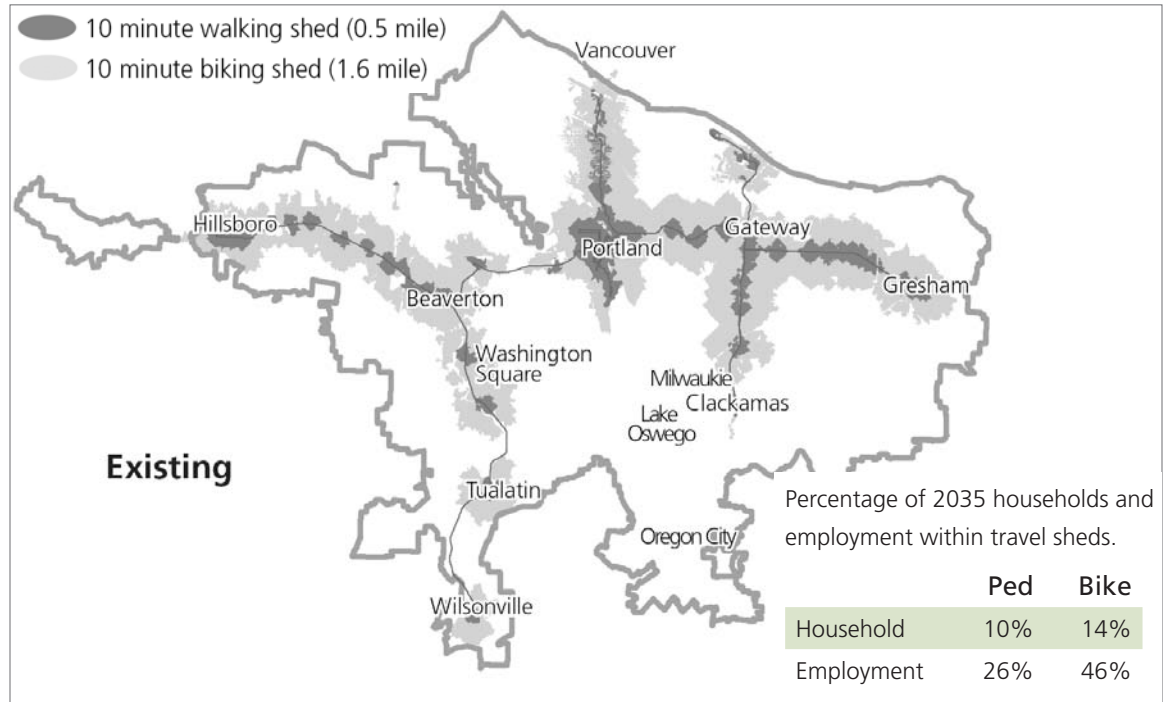 10 minute walking shed (0.5 mile)
10 minute biking shed (1.6 mile)
Vancouver
Hillsboro
Portland
Gateway
Gresham
Beaverton
Washington
Square
Milwaukie
Clackamas
Lake
Oswego
Existing
Tualatin
Oregon City
Wilsonville
Percentage of 2035 households and
employment within travel sheds.
Ped Bike
Household 10% 14%
Employment 26% 46%